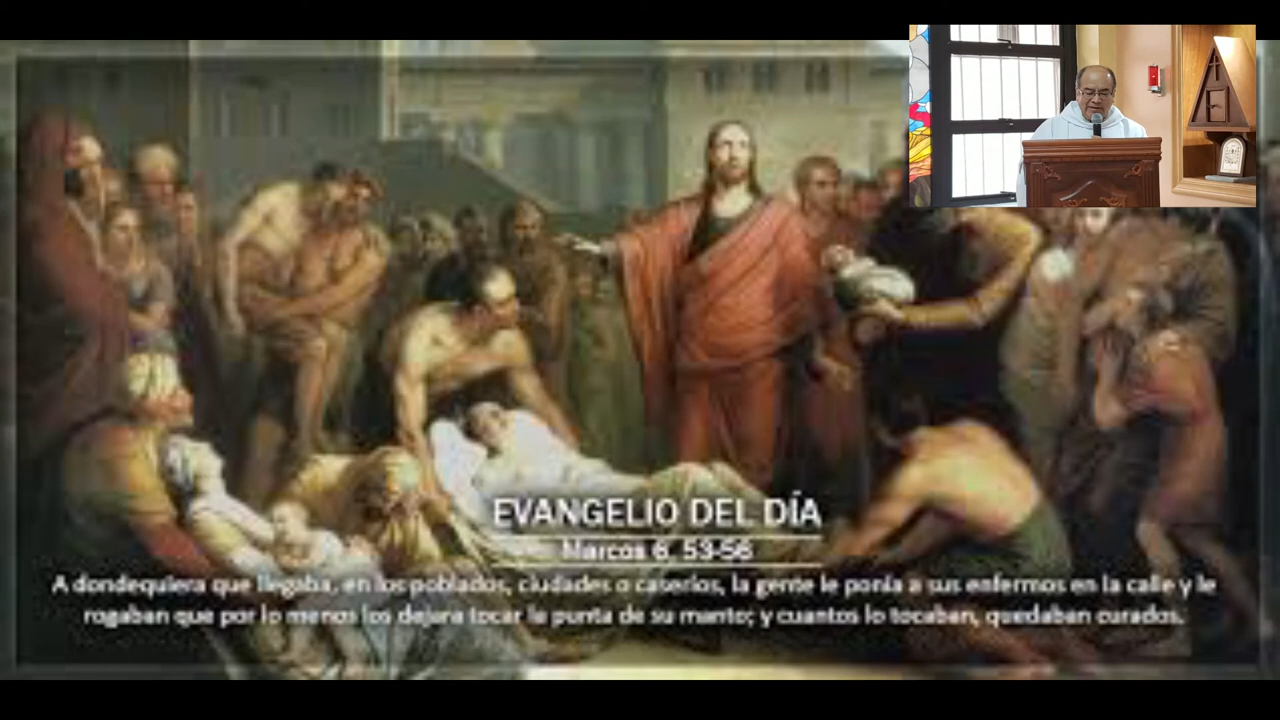 EVANGELIO DEL DÍA
Marcos 6, 53-56
A dondequiera que llegaba, en los poblados, ciudades o caseríos, la gente le ponía a sus enfermos en la calle y le
rogaban que por lo menos los dejara tocar la punta de su manto; y cuantos lo tocaban, quedaban curados.